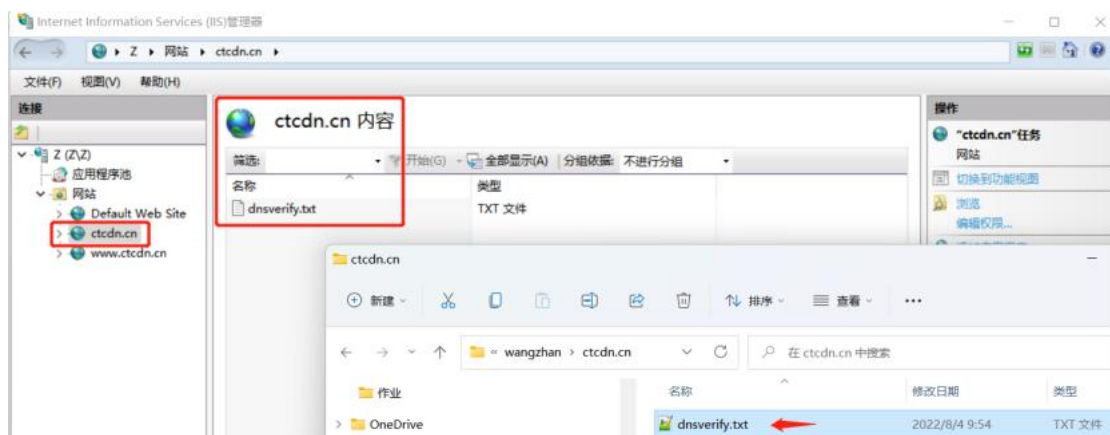 Internet Information Services (IIS)管理器
Z 网站 ctcdn.cn
文件(F) 视图(V) 帮助(H)
连接
Z (Z\Z)
应用程序池
网站
Default Web Site
ctcdn.cn
www.ctcdn.cn
ctcdn.cn 内容
筛选: 开始(G) 全部显示(A) 分组依据: 不进行分组
名称 类型
dnsverify.txt TXT 文件
操作
"ctcdn.cn"任务
网站
切换到功能视图
浏览
编辑权限...
ctcdn.cn
新建 排序 查看
« wangzhan > ctcdn.cn 在 ctcdn.cn 中搜索
作业
OneDrive
名称 修改日期 类型
dnsverify.txt 2022/8/4 9:54 TXT 文件